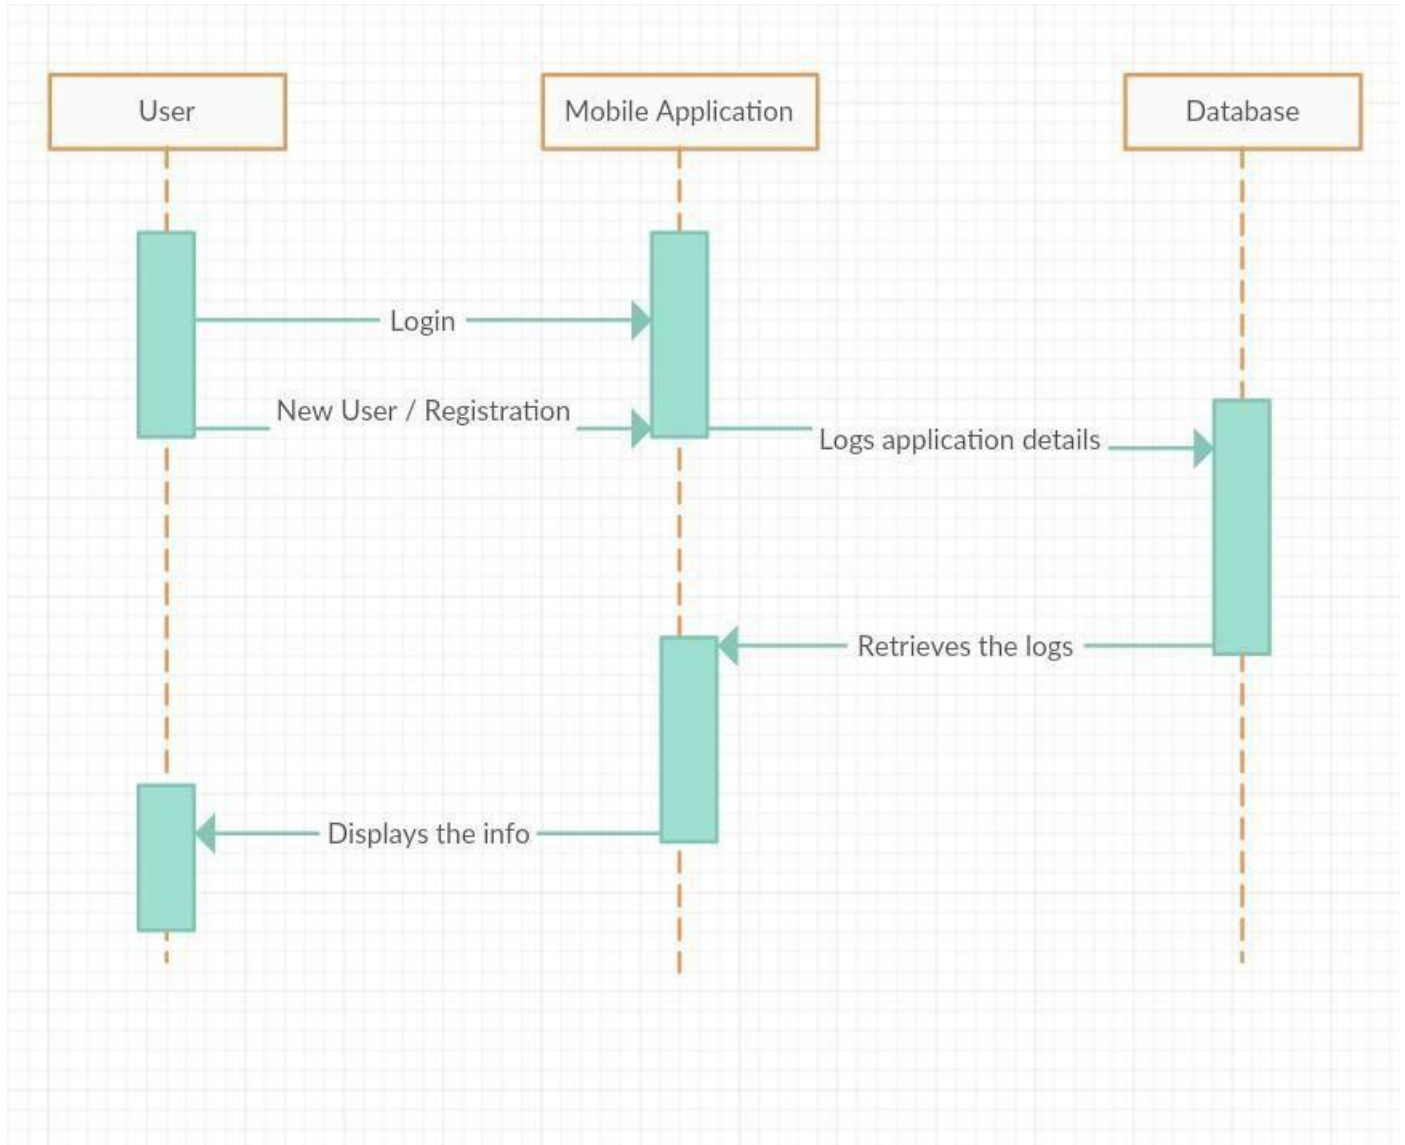 User
Mobile Application
Database
Login
New User / Registration
Logs application details
Retrieves the logs
Displays the info